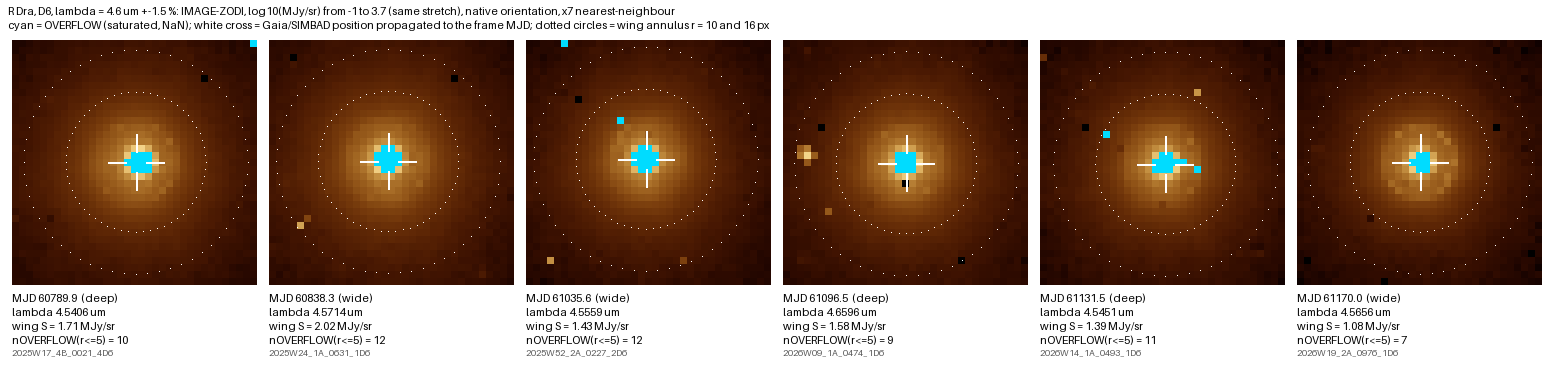 R Dra, D6, lambda = 4.6 um +-1.5 %: IMAGE-ZODI, log10(MJy/sr) from -1 to 3.7 (same stretch), native orientation, x7 nearest-neighbour
cyan = OVERFLOW (saturated, NaN); white cross = Gaia/SIMBAD position propagated to the frame MJD; dotted circles = wing annulus r = 10 and 16 px
MJD 60789.9 (deep)
lambda 4.5406 um
wing S = 1.71 MJy/sr
nOVERFLOW(r<=5) = 10
2025W17_4B_0021_4D6
MJD 60838.3 (wide)
lambda 4.5714 um
wing S = 2.02 MJy/sr
nOVERFLOW(r<=5) = 12
2025W24_1A_0631_1D6
MJD 61035.6 (wide)
lambda 4.5559 um
wing S = 1.43 MJy/sr
nOVERFLOW(r<=5) = 12
2025W52_2A_0227_2D6
MJD 61096.5 (deep)
lambda 4.6596 um
wing S = 1.58 MJy/sr
nOVERFLOW(r<=5) = 9
2026W09_1A_0474_1D6
MJD 61131.5 (deep)
lambda 4.5451 um
wing S = 1.39 MJy/sr
nOVERFLOW(r<=5) = 11
2026W14_1A_0493_1D6
MJD 61170.0 (wide)
lambda 4.5656 um
wing S = 1.08 MJy/sr
nOVERFLOW(r<=5) = 7
2026W19_2A_0976_1D6